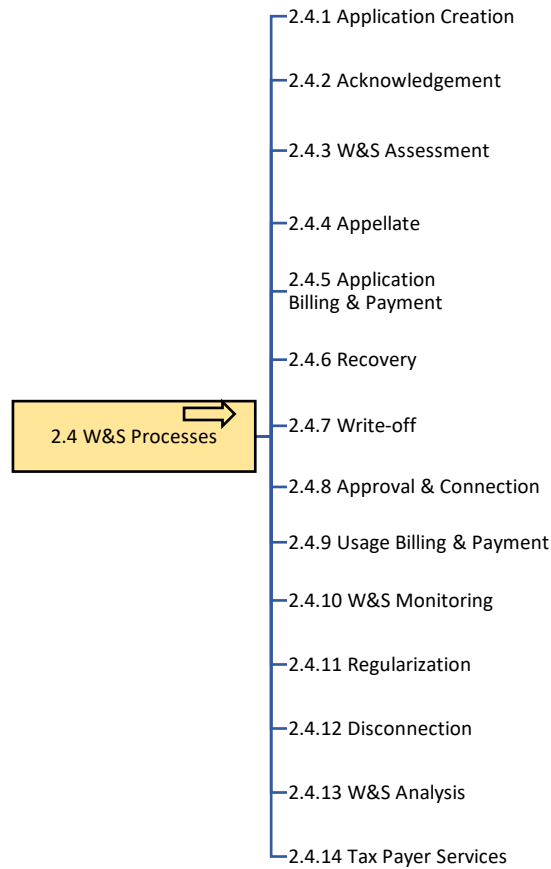 2.4.1 Application Creation
2.4.2 Acknowledgement
2.4.3 W&S Assessment
2.4.4 Appellate
2.4.5 Application
Billing & Payment
2.4.6 Recovery
2.4 W&S Processes
2.4.7 Write-off
2.4.8 Approval & Connection
2.4.9 Usage Billing & Payment
2.4.10 W&S Monitoring
2.4.11 Regularization
2.4.12 Disconnection
2.4.13 W&S Analysis
2.4.14 Tax Payer Services